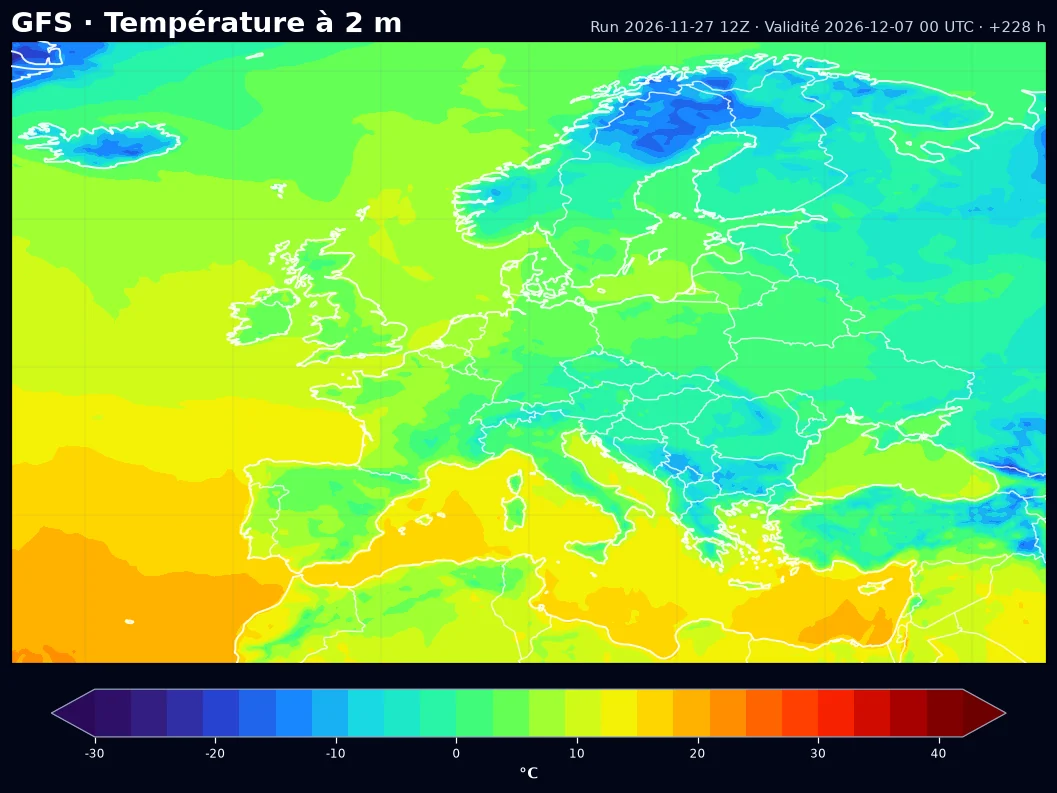 GFS · Température à 2 m
Run 2026-11-27 12Z · Validité 2026-12-07 00 UTC · +228 h
-30 -20 -10 0 10 20 30 40
°C